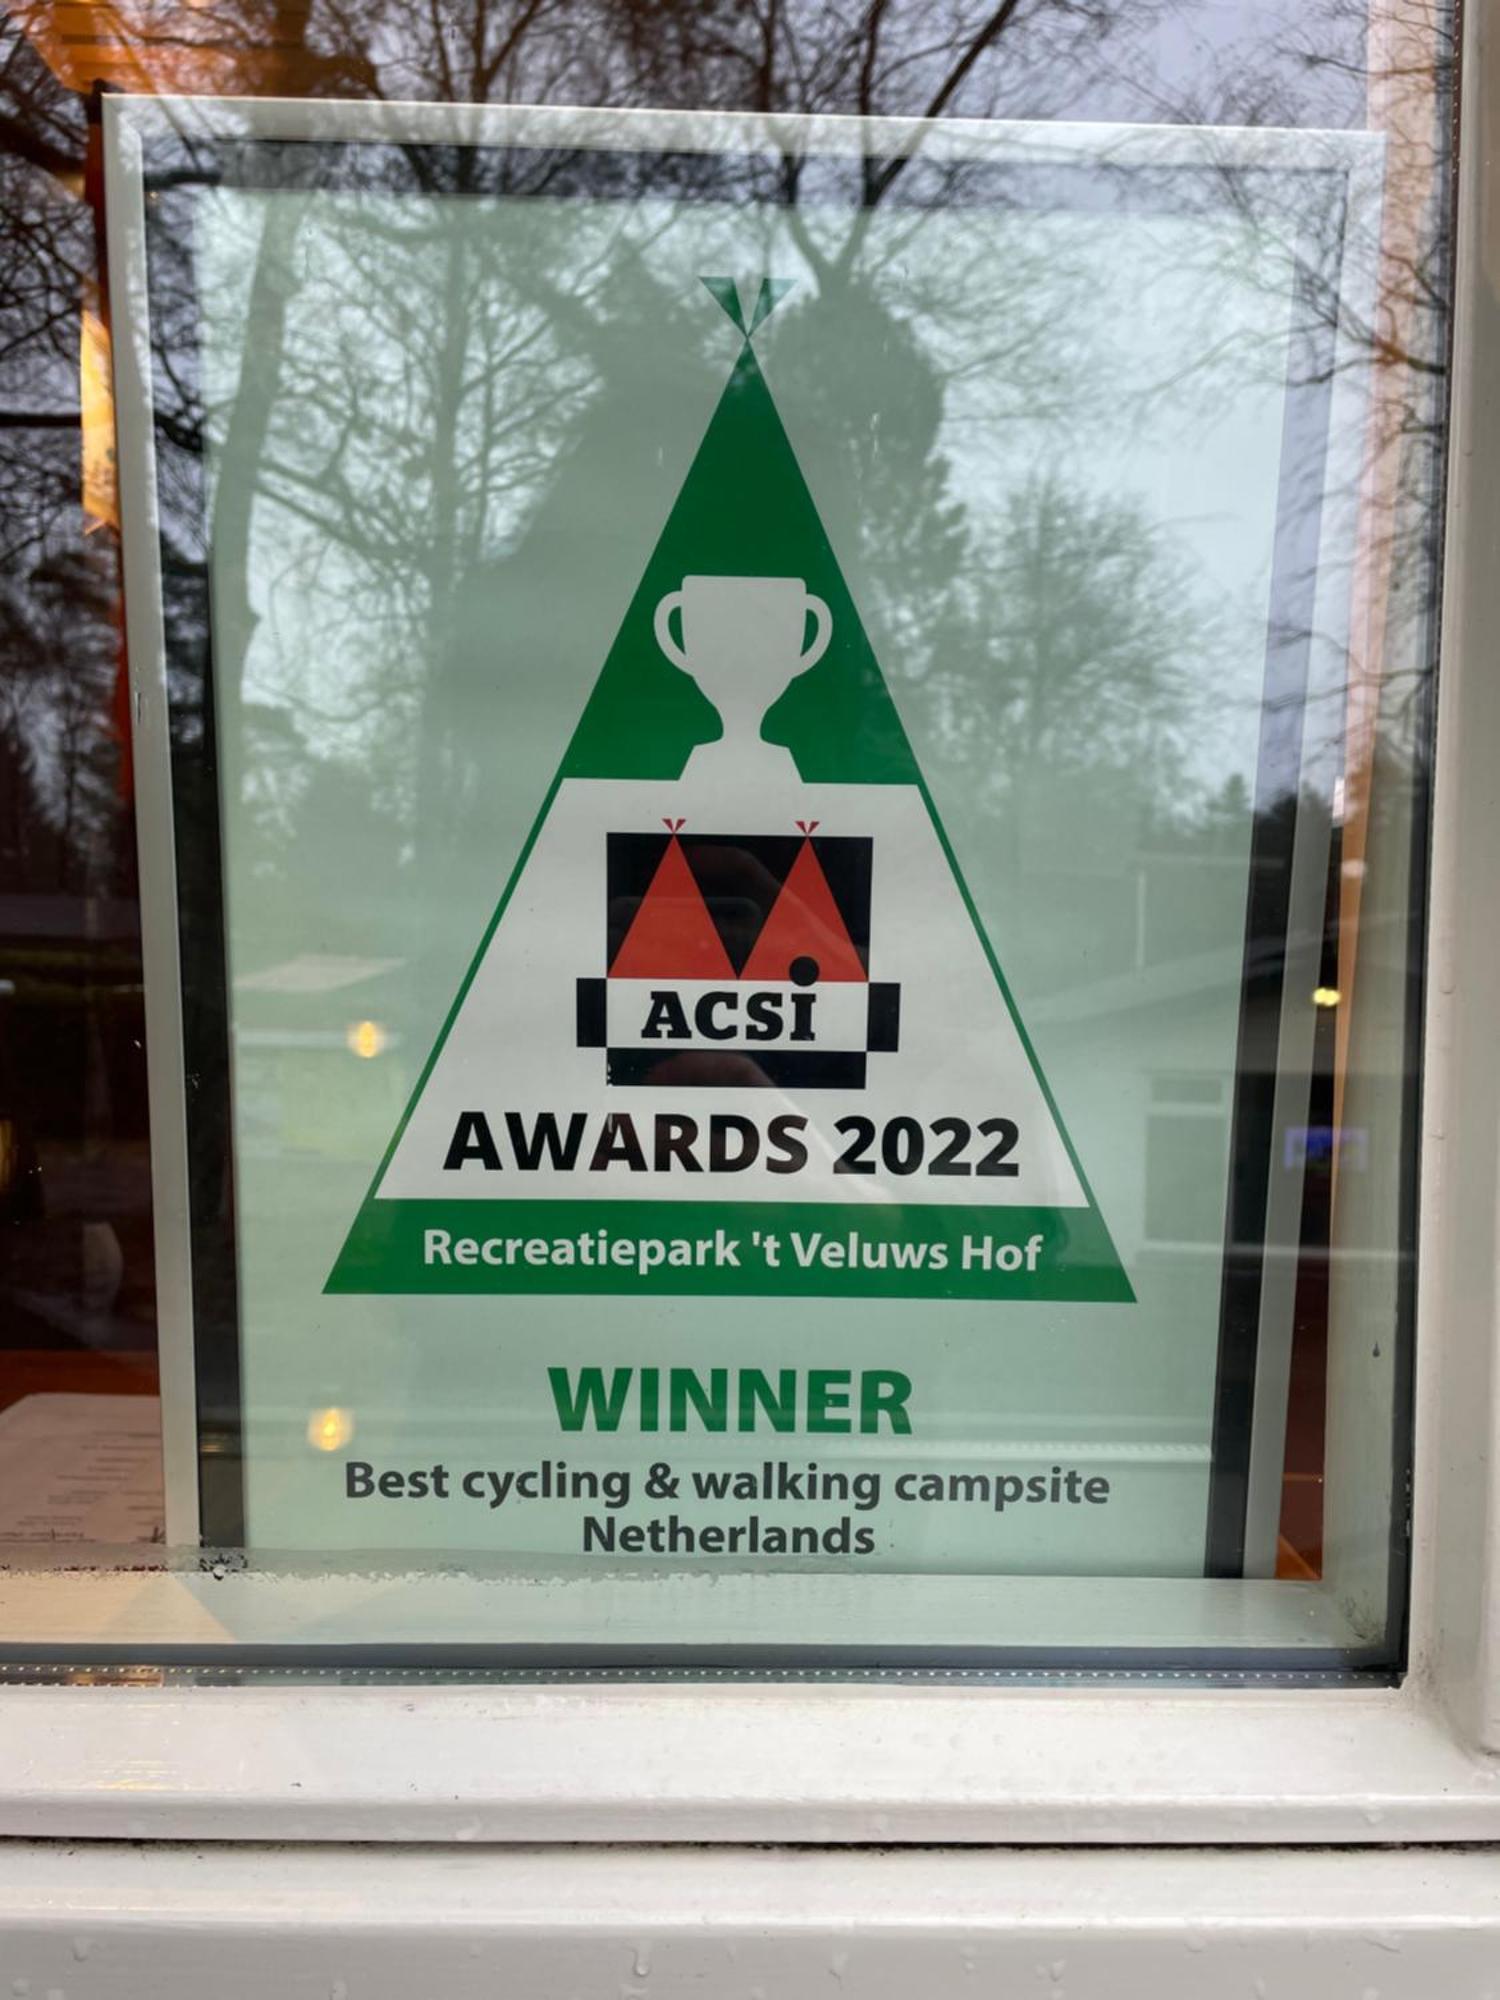 ACSI
AWARDS 2022
Recreatiepark 't Veluws Hof
WINNER
Best cycling & walking campsite
Netherlands